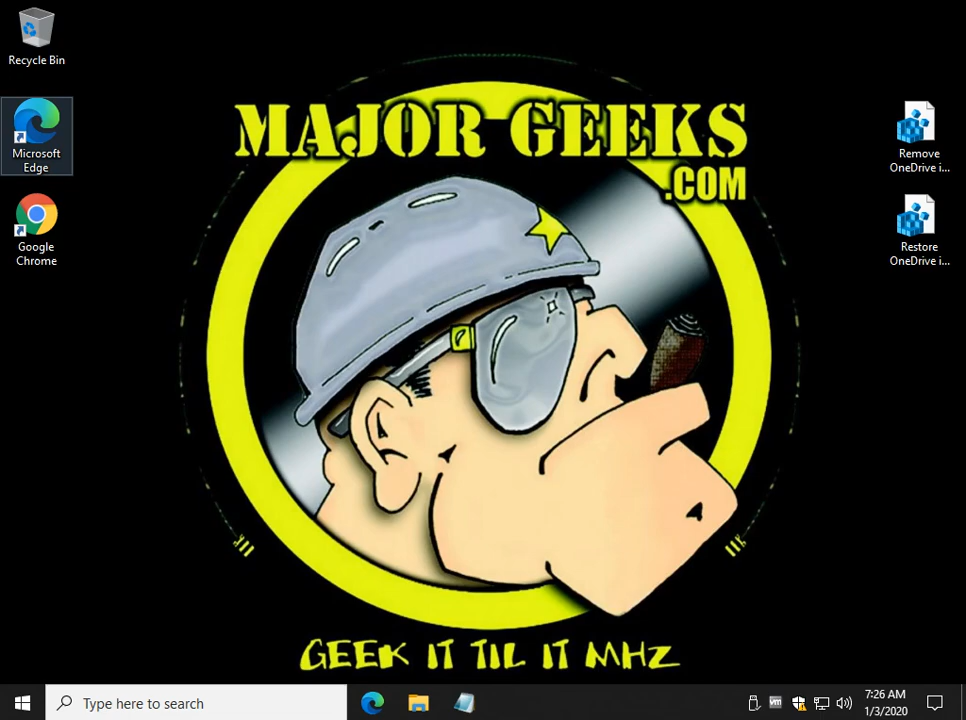 Recycle Bin
Microsoft
Edge
Google
Chrome
MAJOR GEEKS
.COM
GEEK IT TIL IT MHZ
Remove
OneDrive i...
Restore
OneDrive i...
Type here to search
vm
7:26 AM
1/3/2020